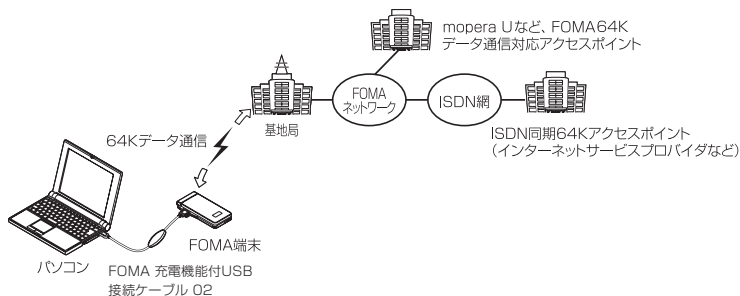 mopera Uなど、FOMA64K
データ通信対応アクセスポイント
FOMA
ネットワーク
ISDN網
基地局
ISDN同期64Kアクセスポイント
（インターネットサービスプロバイダなど）
64Kデータ通信
FOMA端末
パソコン
FOMA 充電機能付USB
接続ケーブル 02